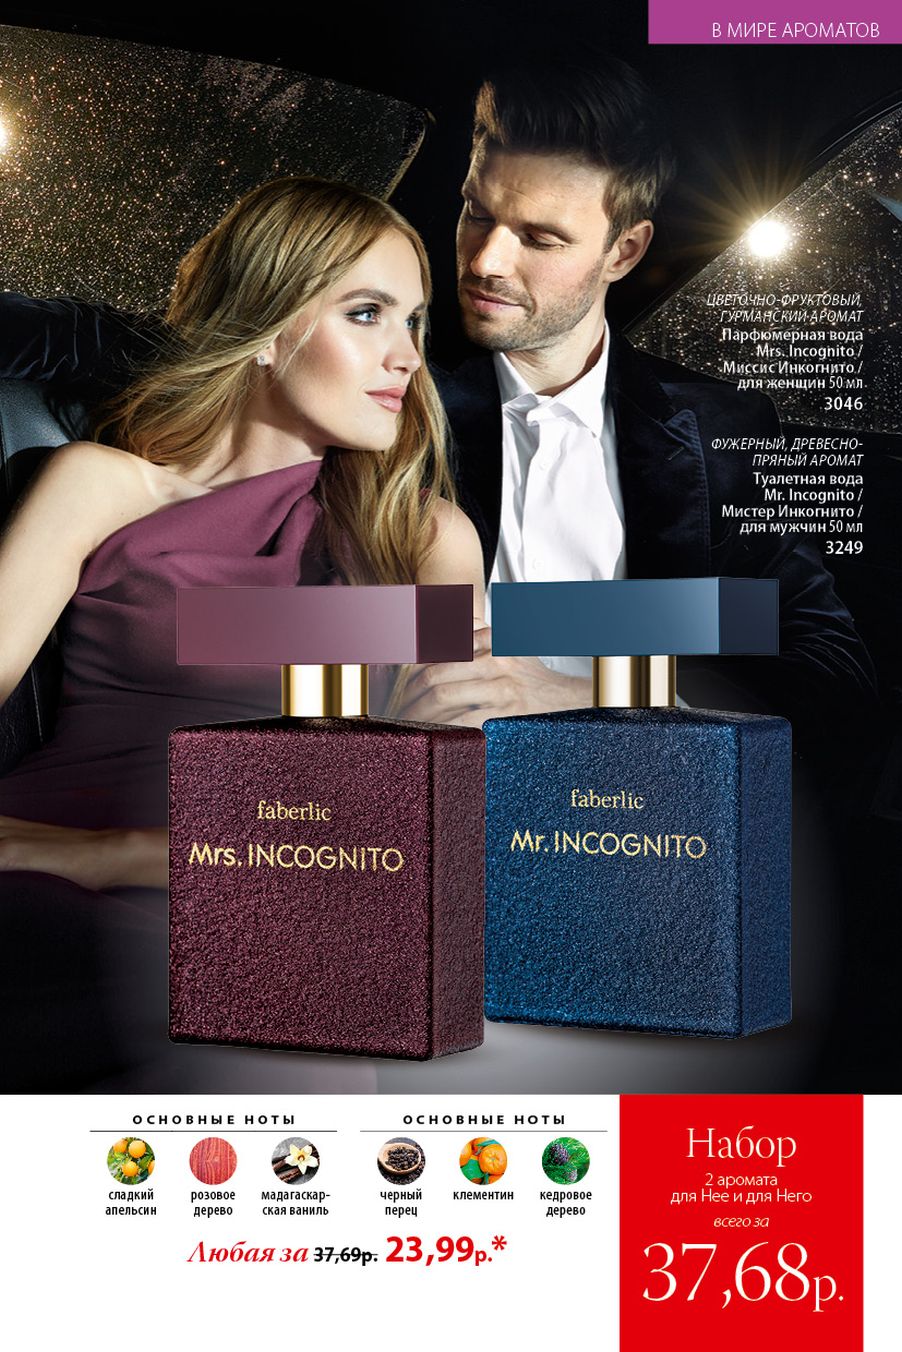 В МИРЕ АРОМАТОВ
ЦВЕТОЧНО-ФРУКТОВЫЙ,
ГУРМАНСКИЙ АРОМАТ
Парфюмерная вода
Mrs. Incognito /
Миссис Инкогнито /
для женщин 50 мл
3046
ФУЖЕРНЫЙ, ДРЕВЕСНО-
ПРЯНЫЙ АРОМАТ
Туалетная вода
Mr. Incognito /
Мистер Инкогнито /
для мужчин 50 мл
3249
faberlic
Mrs. INCOGNITO
faberlic
Mr. INCOGNITO
ОСНОВНЫЕ НОТЫ
сладкий
апельсин
розовое
дерево
мадагаскар-
ская ваниль
ОСНОВНЫЕ НОТЫ
черный
перец
клементин
кедровое
дерево
Любая за 37,69р. 23,99р.*
Набор
2 аромата
для Нее и для Него
всего за
37,68р.